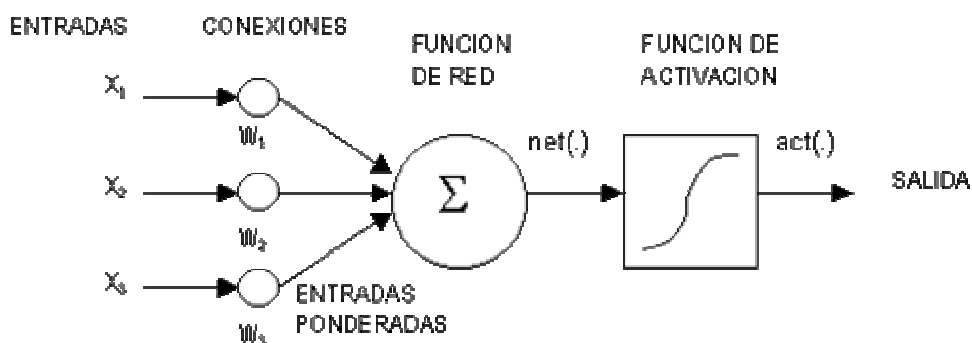 ENTRADAS
CONEXIONES
FUNCION
DE RED
FUNCION DE
ACTIVACION
X₁
W₁
net(.)
act(.)
X₂
Σ
SALIDA
W₂
X₃
ENTRADAS
PONDERADAS
W₃